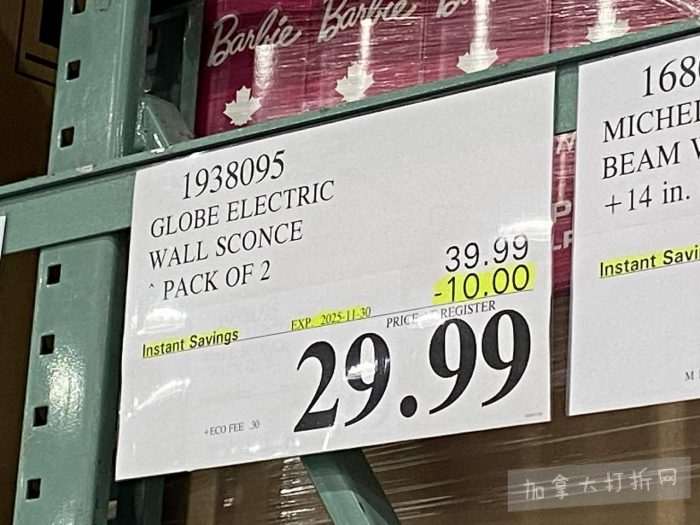 Barbie Barbie
1938095
GLOBE ELECTRIC
WALL SCONCE
^ PACK OF 2
39.99
-10.00
Instant Savings
EXP. 2025-11-30
PRICE AT REGISTER
29.99
+ECO FEE .30
168
MICHEL
BEAM
+14 in.
Instant Savi
M
加拿大打折网